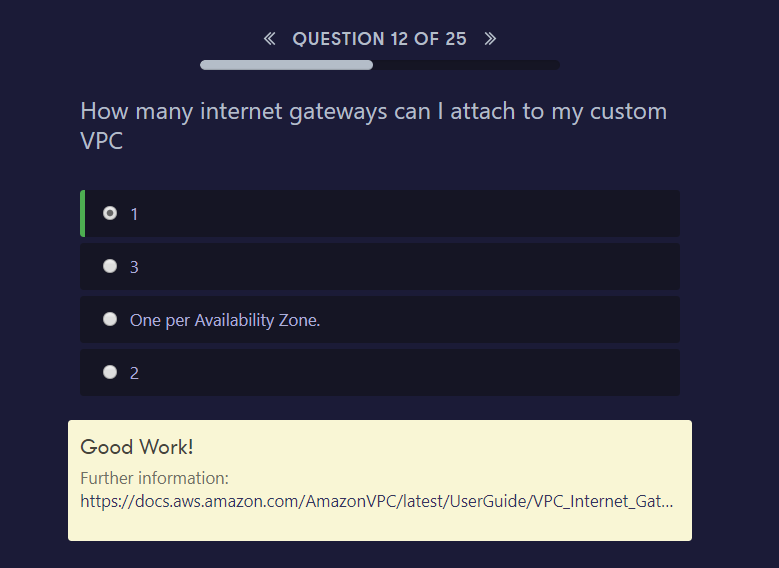 QUESTION 12 OF 25
How many internet gateways can I attach to my custom
VPC
1
3
One per Availability Zone.
2
Good Work!
Further information:
https://docs.aws.amazon.com/AmazonVPC/latest/UserGuide/VPC_Internet_Gat...